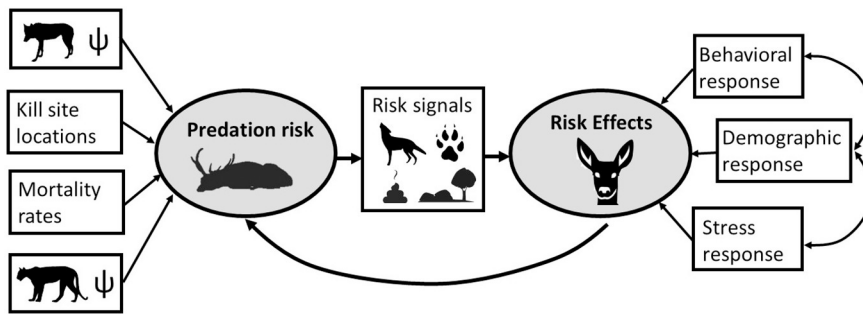 ψ
Kill site
locations
Mortality
rates
ψ
Predation risk
Risk signals
Risk Effects
Behavioral
response
Demographic
response
Stress
response